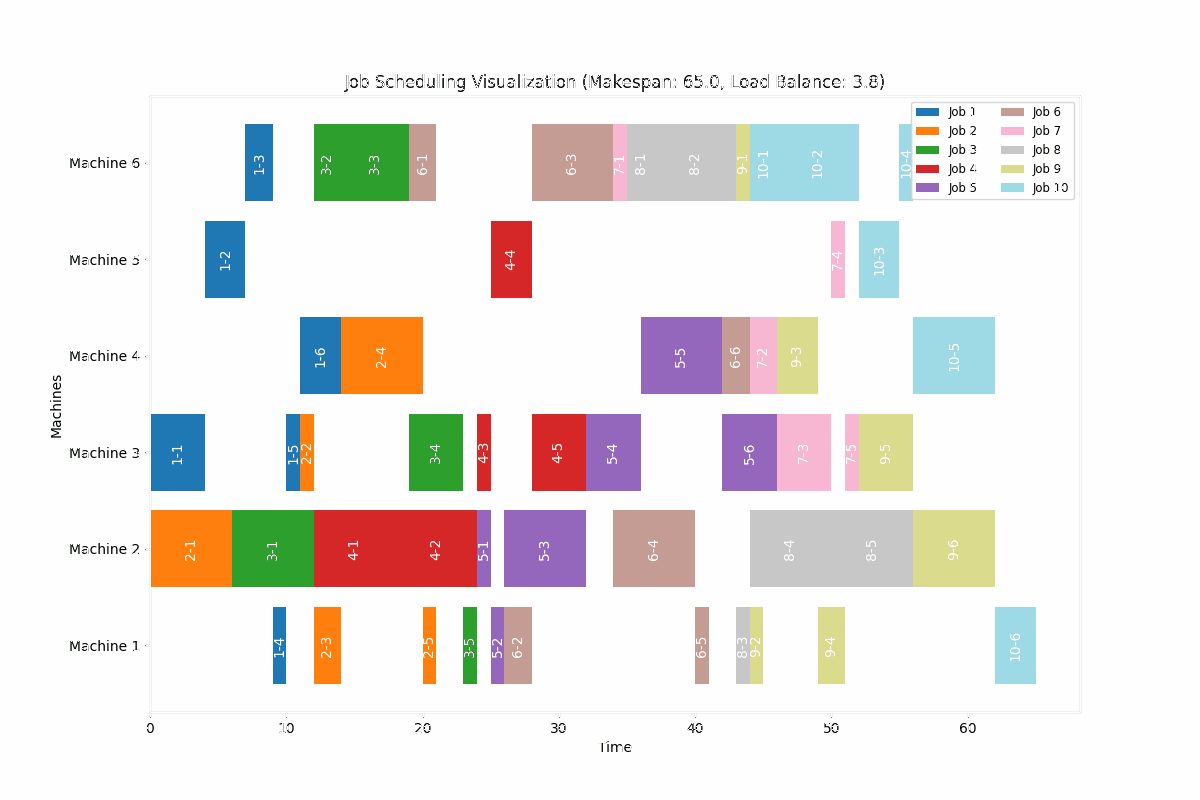 Job Scheduling Visualization (Makespan: 65.0, Load Balance: 3.8)
Job 1 Job 6
Job 2 Job 7
Job 3 Job 8
Job 4 Job 9
Job 5 Job 10
Machine 6 1-3 3-2 3-3 6-1 6-3 7-1 8-1 8-2 9-1 10-1 10-2 10-4
Machine 5 1-2 4-4 7-4 10-3
Machine 4 1-6 2-4 5-5 6-6 7-2 9-3 10-5
Machine 3 1-1 1-5 2-2 3-4 4-3 4-5 5-4 5-6 7-3 7-5 9-5
Machine 2 2-1 3-1 4-1 4-2 5-1 5-3 6-4 8-4 8-5 9-6
Machine 1 1-4 2-3 2-5 3-5 5-2 6-2 6-5 8-3 9-2 9-4 10-6
Machines
0 10 20 30 40 50 60
Time